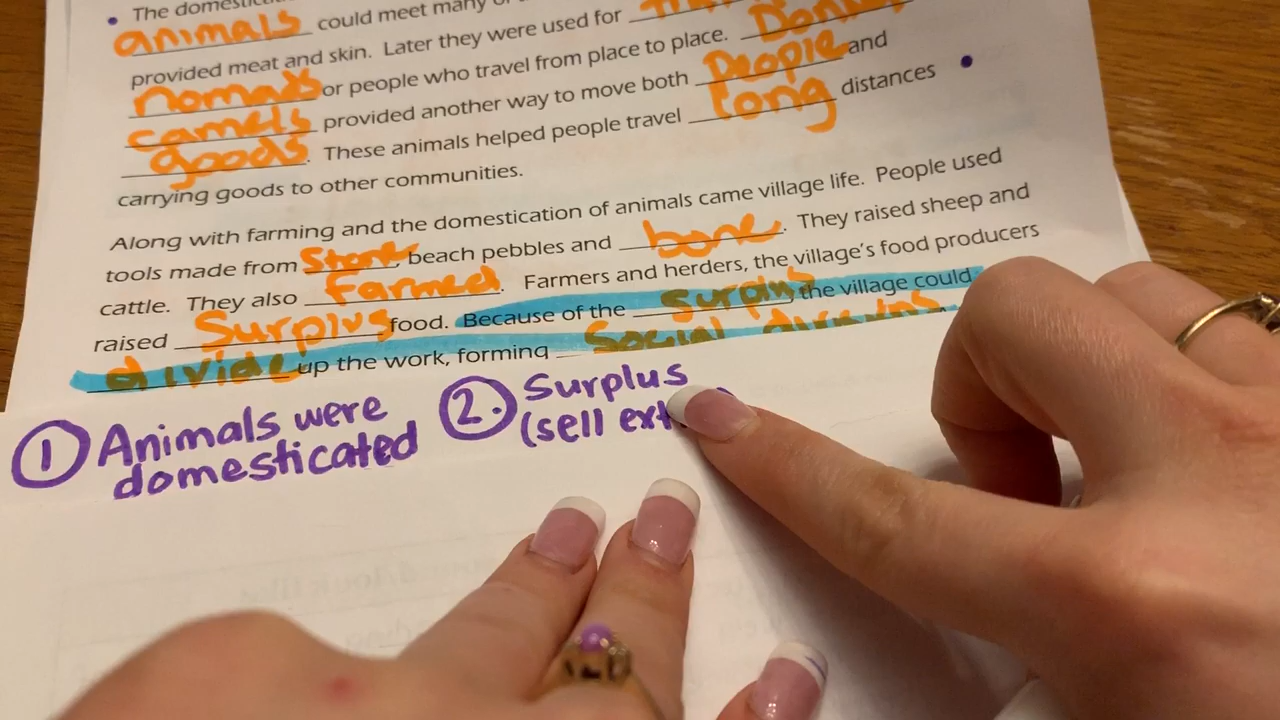 • The
animals could meet many
provided meat and skin. Later they were used for
nomads or people who travel from place to place.
camels provided another way to move both People and
goods. These animals helped people travel long distances •
carrying goods to other communities.
Along with farming and the domestication of animals came village life. People used
tools made from Stone, beach pebbles and bone. They raised sheep and
cattle. They also farmed. Farmers and herders, the village's food producers
raised Surplus food. Because of the surplus, the village could
divide up the work, forming Social
① Animals were
domesticated
②. Surplus
(sell